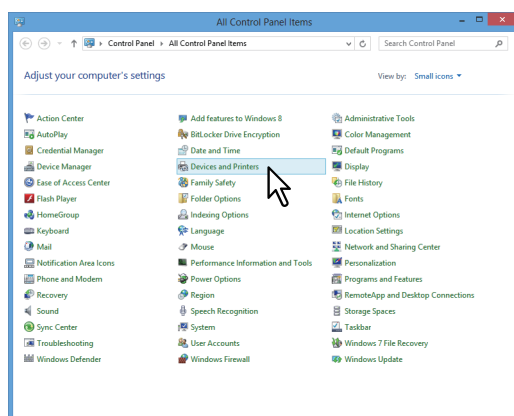 All Control Panel Items
Control Panel All Control Panel Items Search Control Panel
Adjust your computer's settings View by: Small icons
Action Center Add features to Windows 8 Administrative Tools
AutoPlay BitLocker Drive Encryption Color Management
Credential Manager Date and Time Default Programs
Device Manager Devices and Printers Display
Ease of Access Center Family Safety File History
Flash Player Folder Options Fonts
HomeGroup Indexing Options Internet Options
Keyboard Language Location Settings
Mail Mouse Network and Sharing Center
Notification Area Icons Performance Information and Tools Personalization
Phone and Modem Power Options Programs and Features
Recovery Region RemoteApp and Desktop Connections
Sound Speech Recognition Storage Spaces
Sync Center System Taskbar
Troubleshooting User Accounts Windows 7 File Recovery
Windows Defender Windows Firewall Windows Update